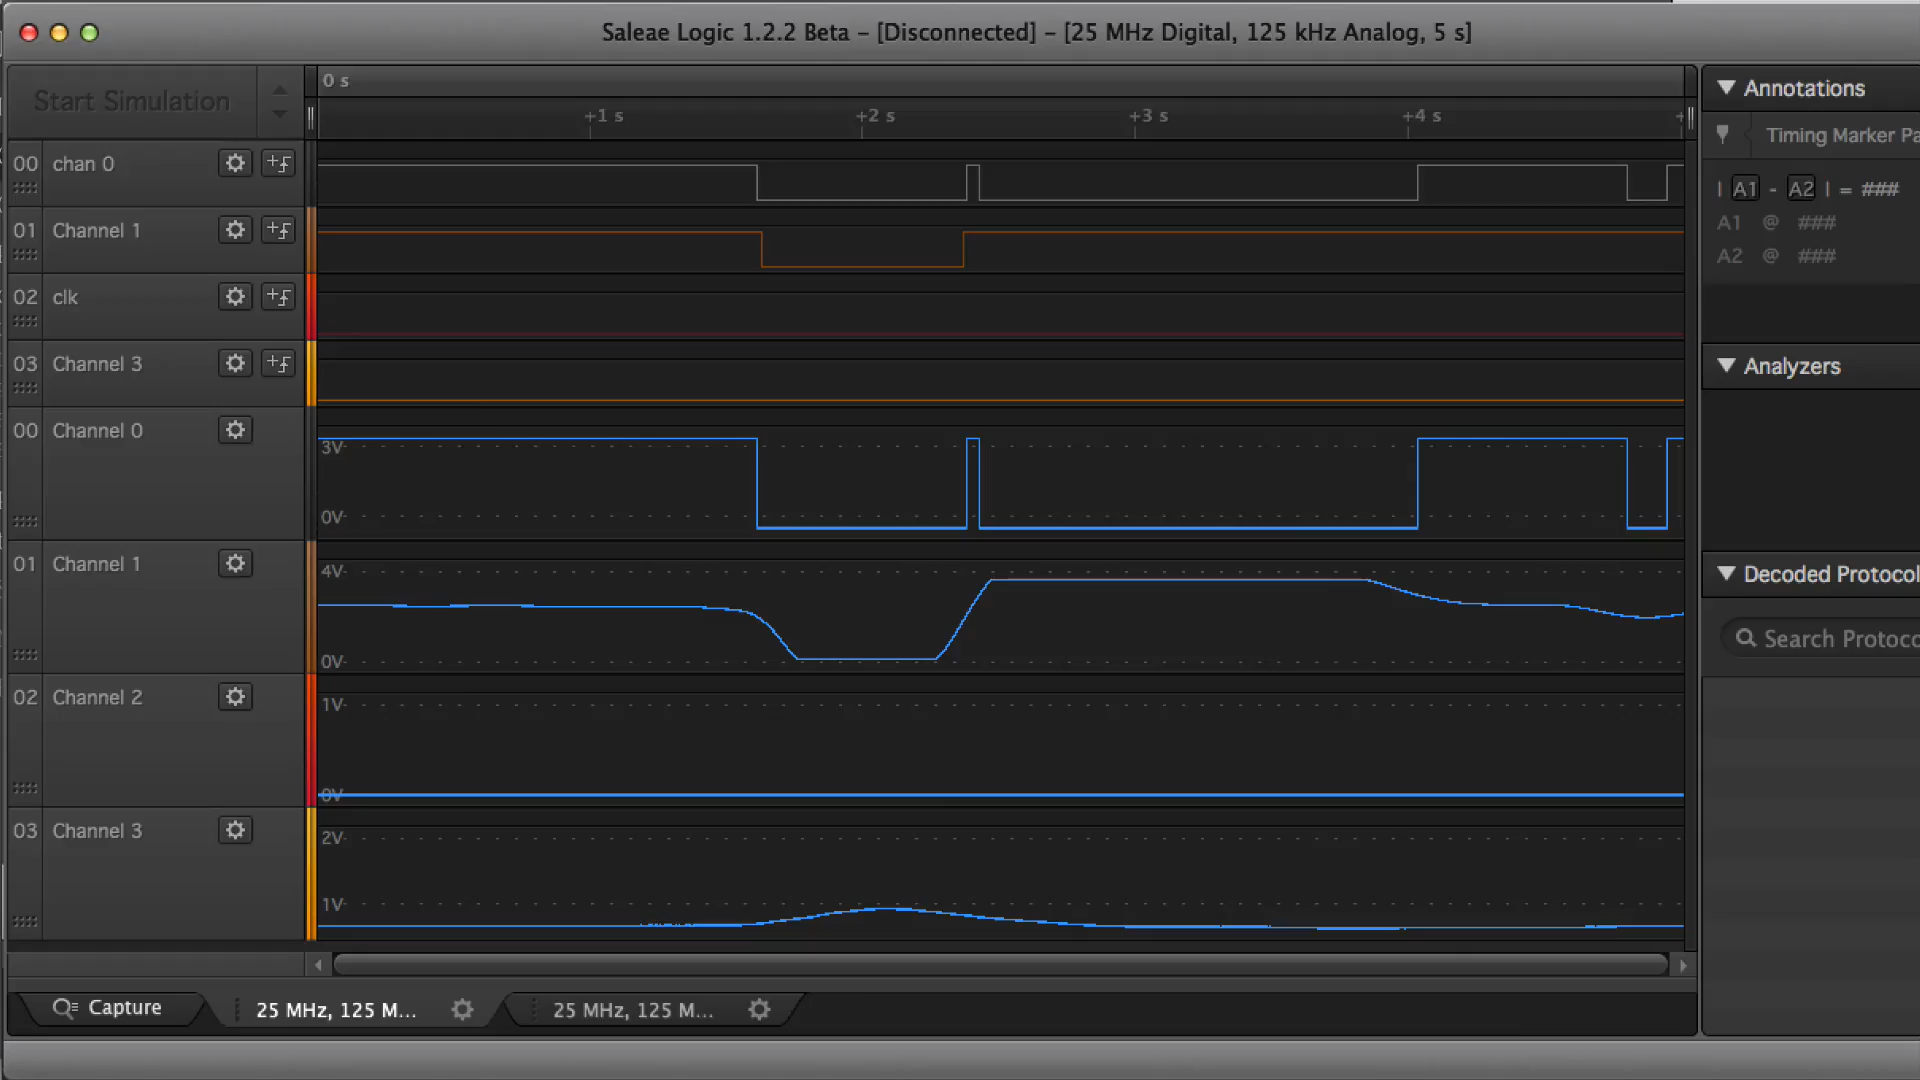 Saleae Logic 1.2.2 Beta – [Disconnected] – [25 MHz Digital, 125 kHz Analog, 5 s]
Start Simulation
0 s
+1 s
+2 s
+3 s
+4 s
+
00 chan 0
01 Channel 1
02 clk
03 Channel 3
00 Channel 0
3V
0V
01 Channel 1
4V
0V
02 Channel 2
1V
0V
03 Channel 3
2V
1V
Capture
25 MHz, 125 M...
25 MHz, 125 M...
Annotations
Timing Marker Pa
| A1 - A2 | = ###
A1 @ ###
A2 @ ###
Analyzers
Decoded Protocol
Search Protoco